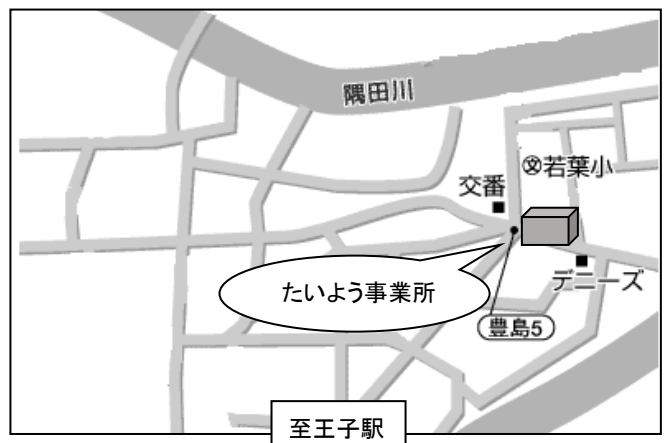 隅田川
㊫若葉小
交番
デニーズ
たいよう事業所
豊島5
至王子駅